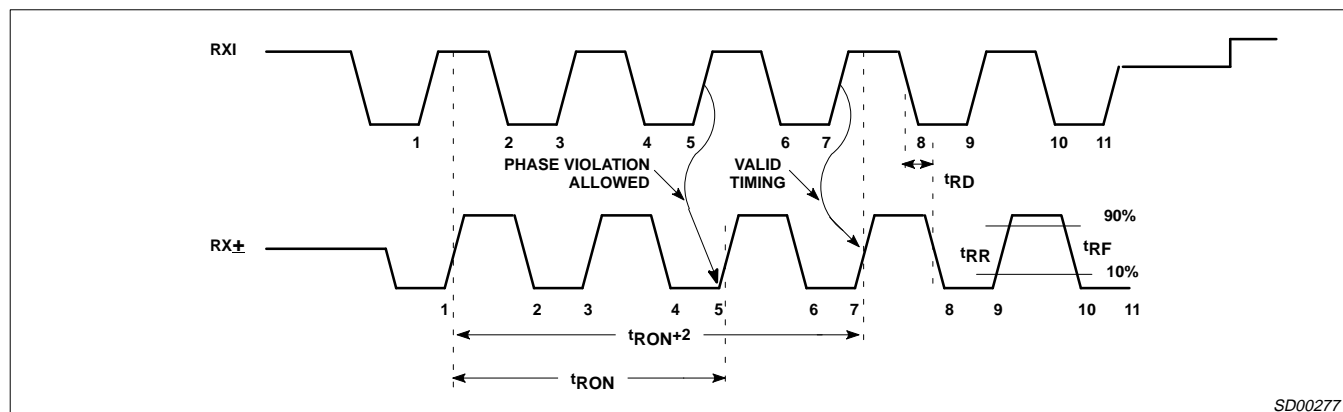 RXI
1 2 3 4 5 6 7 8 9 10 11
PHASE VIOLATION
ALLOWED
VALID
TIMING
tRD
RX±
90%
tRR
tRF
10%
1 2 3 4 5 6 7 8 9 10 11
tRON+2
tRON
SD00277